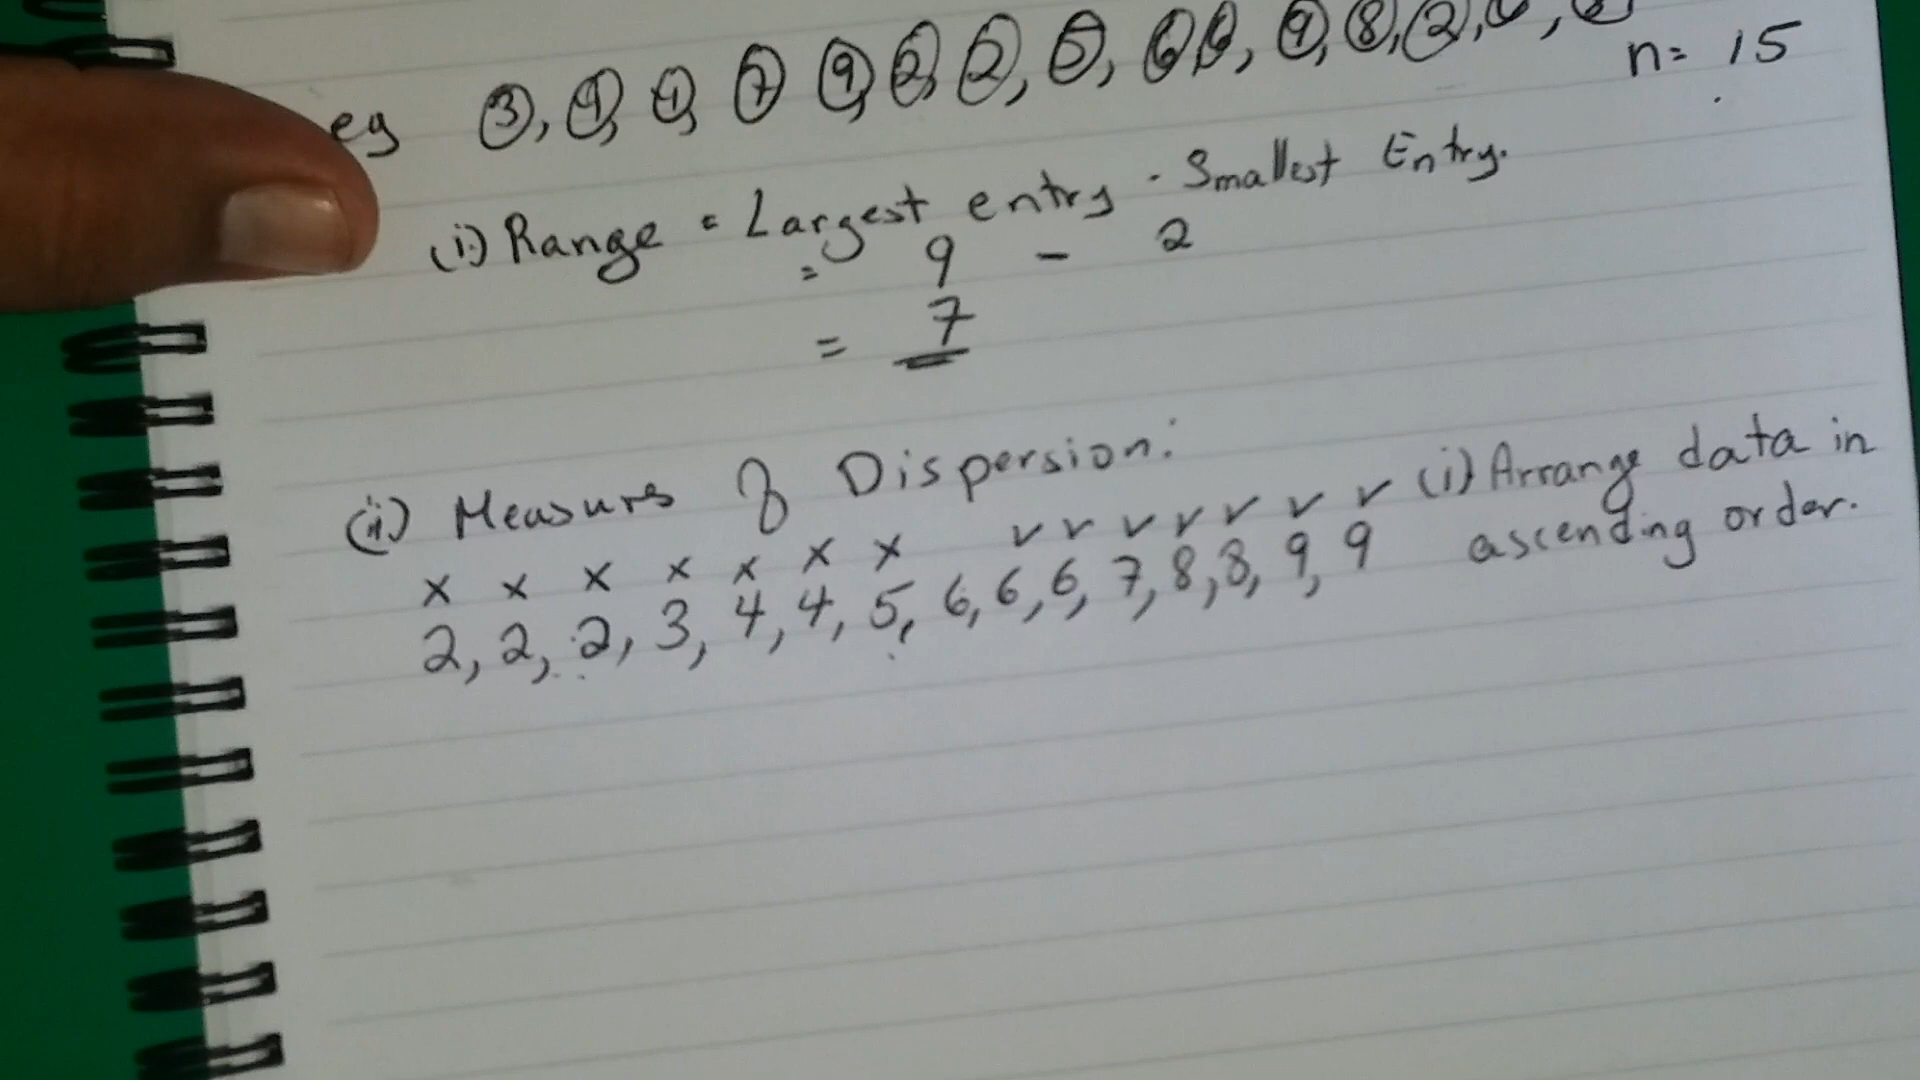 eg 3, 4, 4, 7, 9, 2, 2, 5, 6, 6, 9, 8, 2,
n= 15
(i) Range = Largest entry - Smallest Entry.
= 9 - 2
= 7
(ii) Measures of Dispersion:
x x x x x x x ✓ ✓ ✓ ✓ ✓ ✓ ✓ (i) Arrange data in
2, 2, 2, 3, 4, 4, 5, 6, 6, 6, 7, 8, 8, 9, 9 ascending order.